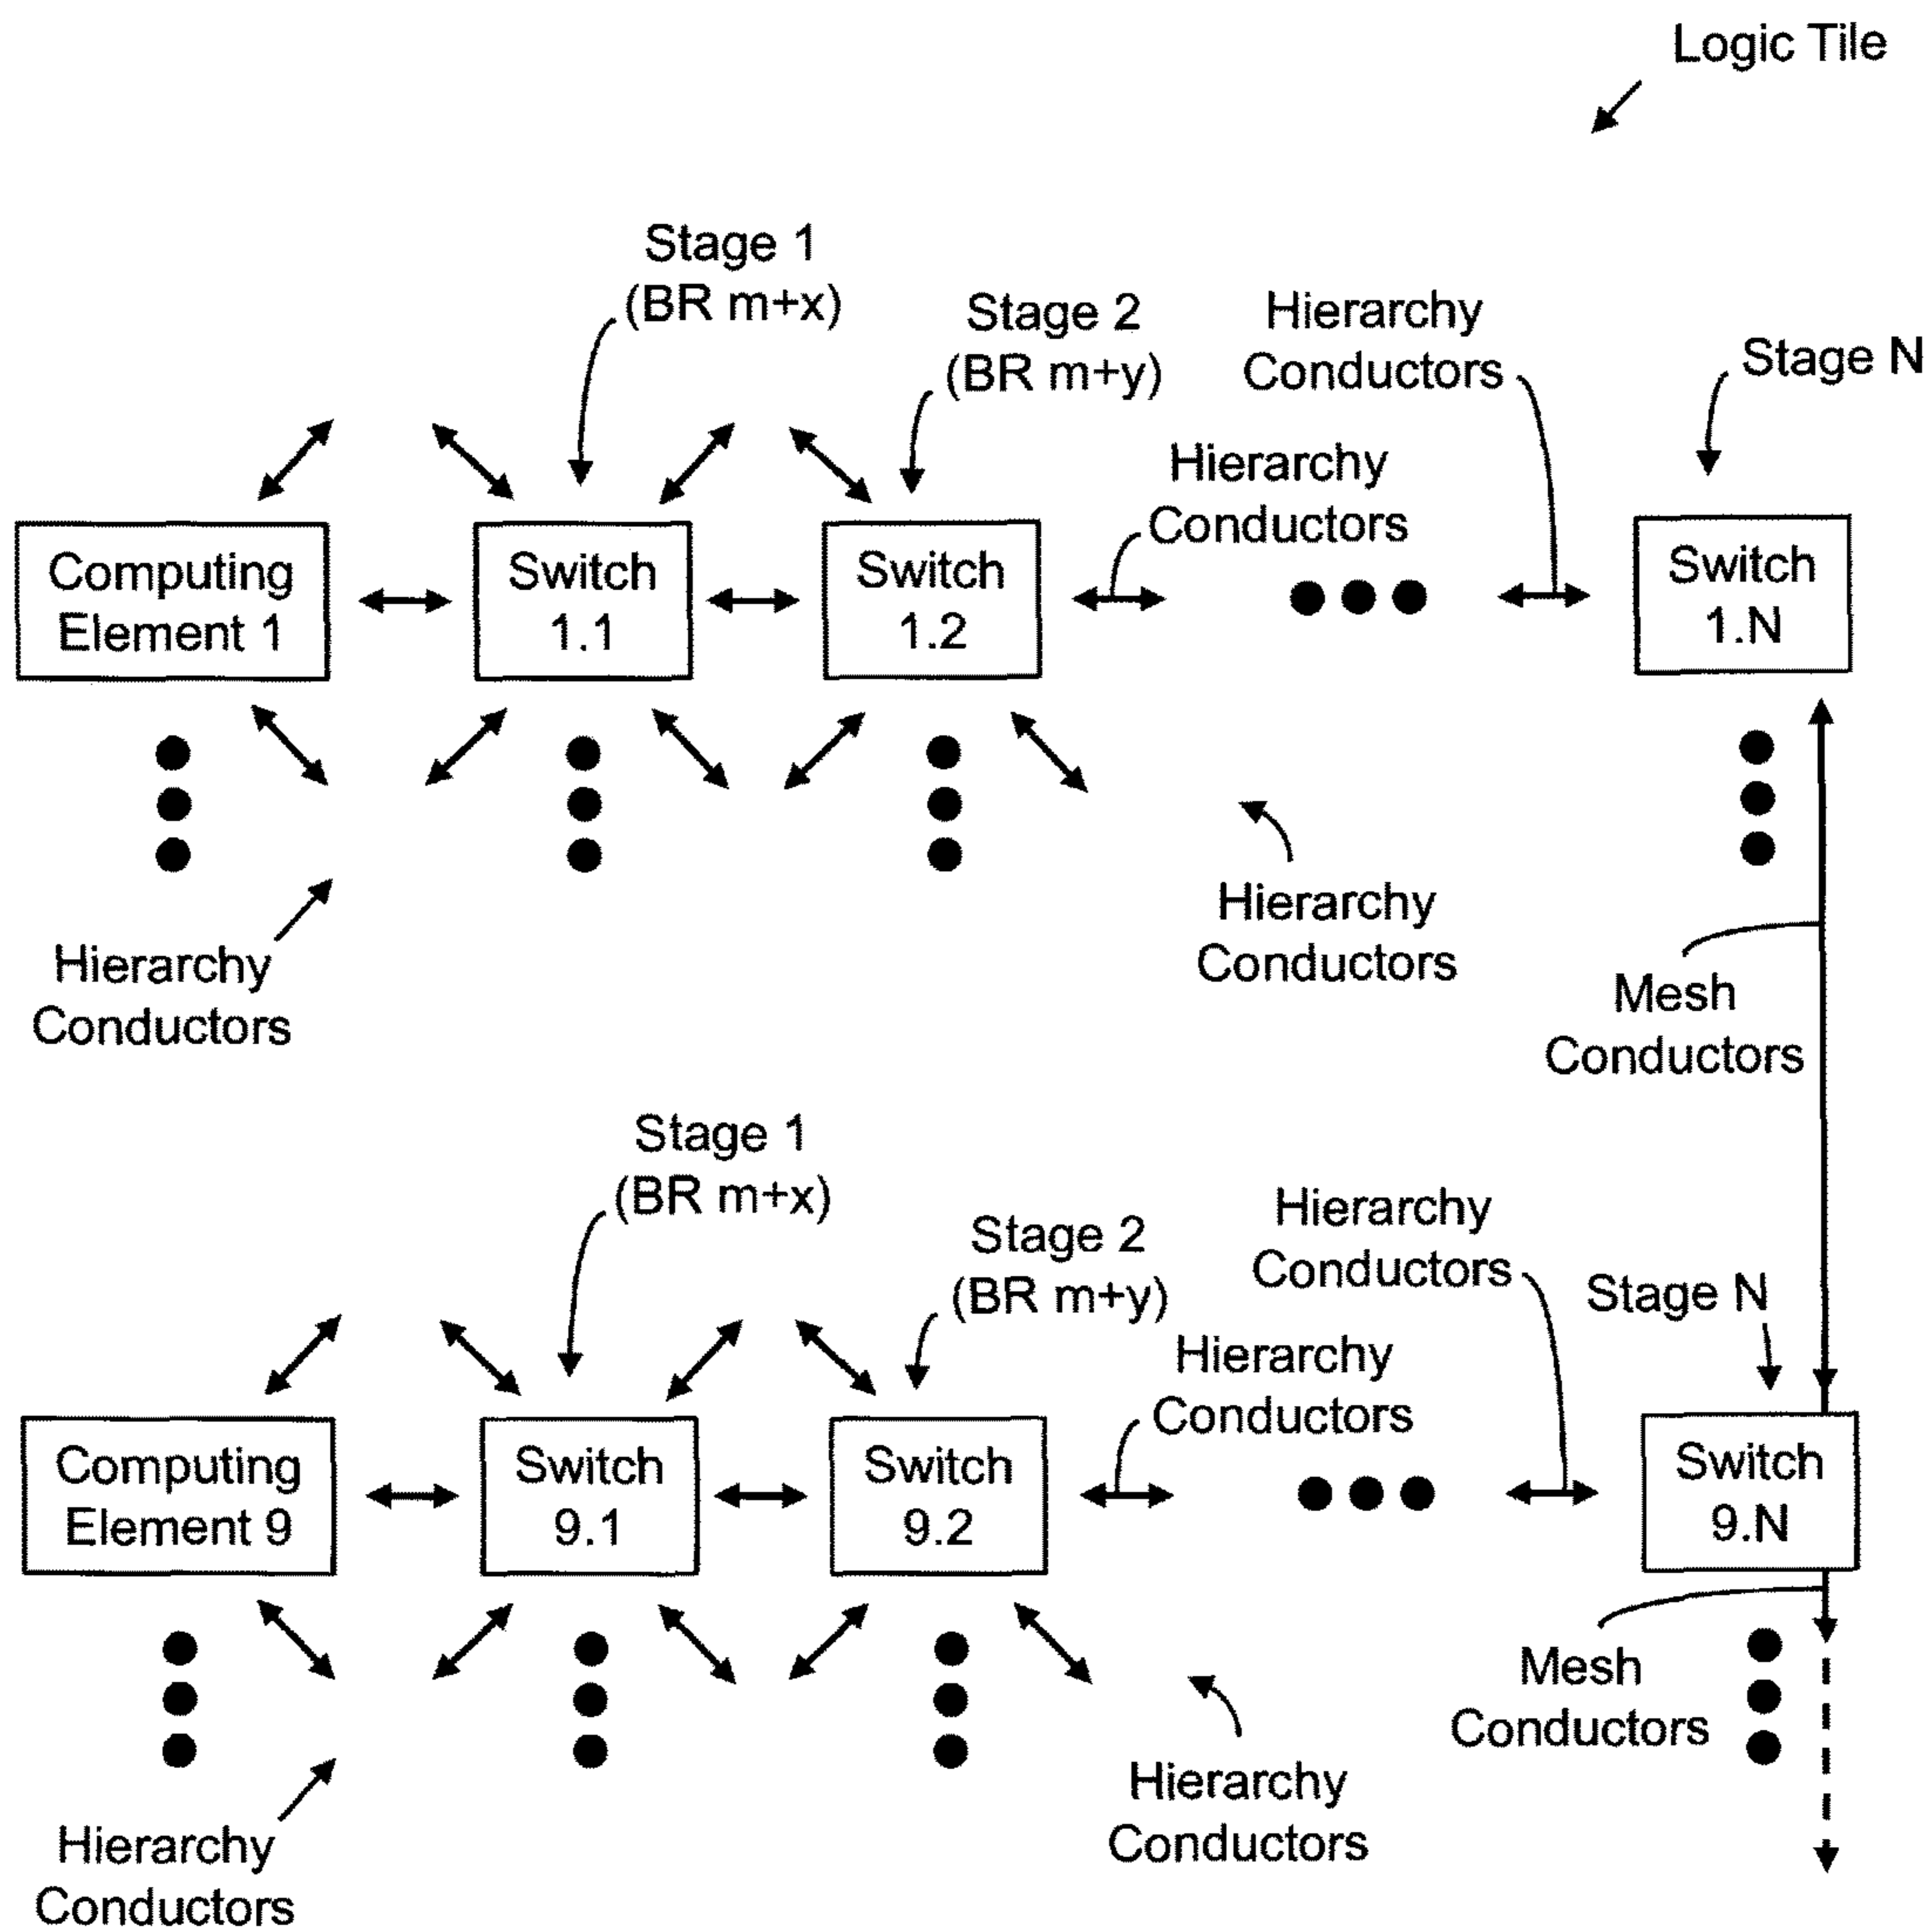 Logic Tile
Stage 1
(BR m+x)
Stage 2
(BR m+y)
Hierarchy
Conductors
Stage N
Hierarchy
Conductors
Computing
Element 1
Switch
1.1
Switch
1.2
Switch
1.N
Hierarchy
Conductors
Hierarchy
Conductors
Mesh
Conductors
Stage 1
(BR m+x)
Stage 2
(BR m+y)
Hierarchy
Conductors
Stage N
Hierarchy
Conductors
Computing
Element 9
Switch
9.1
Switch
9.2
Switch
9.N
Mesh
Conductors
Hierarchy
Conductors
Hierarchy
Conductors